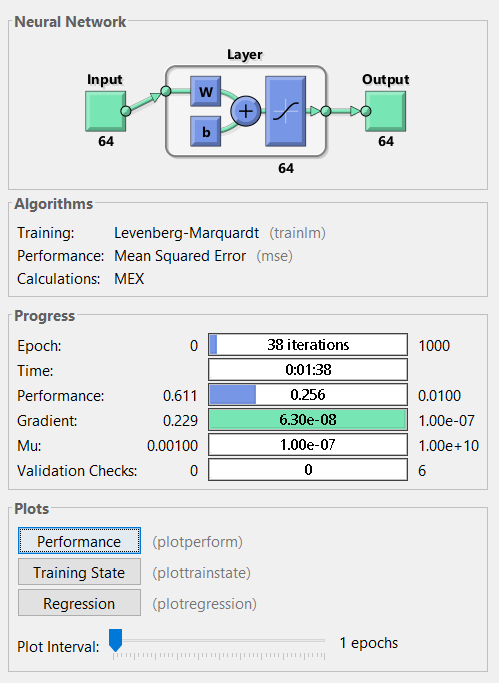 Neural Network
Layer
Input
Output
W
b
+
64
64
64
Algorithms
Training: Levenberg-Marquardt (trainlm)
Performance: Mean Squared Error (mse)
Calculations: MEX
Progress
Epoch: 0 38 iterations 1000
Time: 0:01:38
Performance: 0.611 0.256 0.0100
Gradient: 0.229 6.30e-08 1.00e-07
Mu: 0.00100 1.00e-07 1.00e+10
Validation Checks: 0 0 6
Plots
Performance (plotperform)
Training State (plottrainstate)
Regression (plotregression)
Plot Interval: 1 epochs